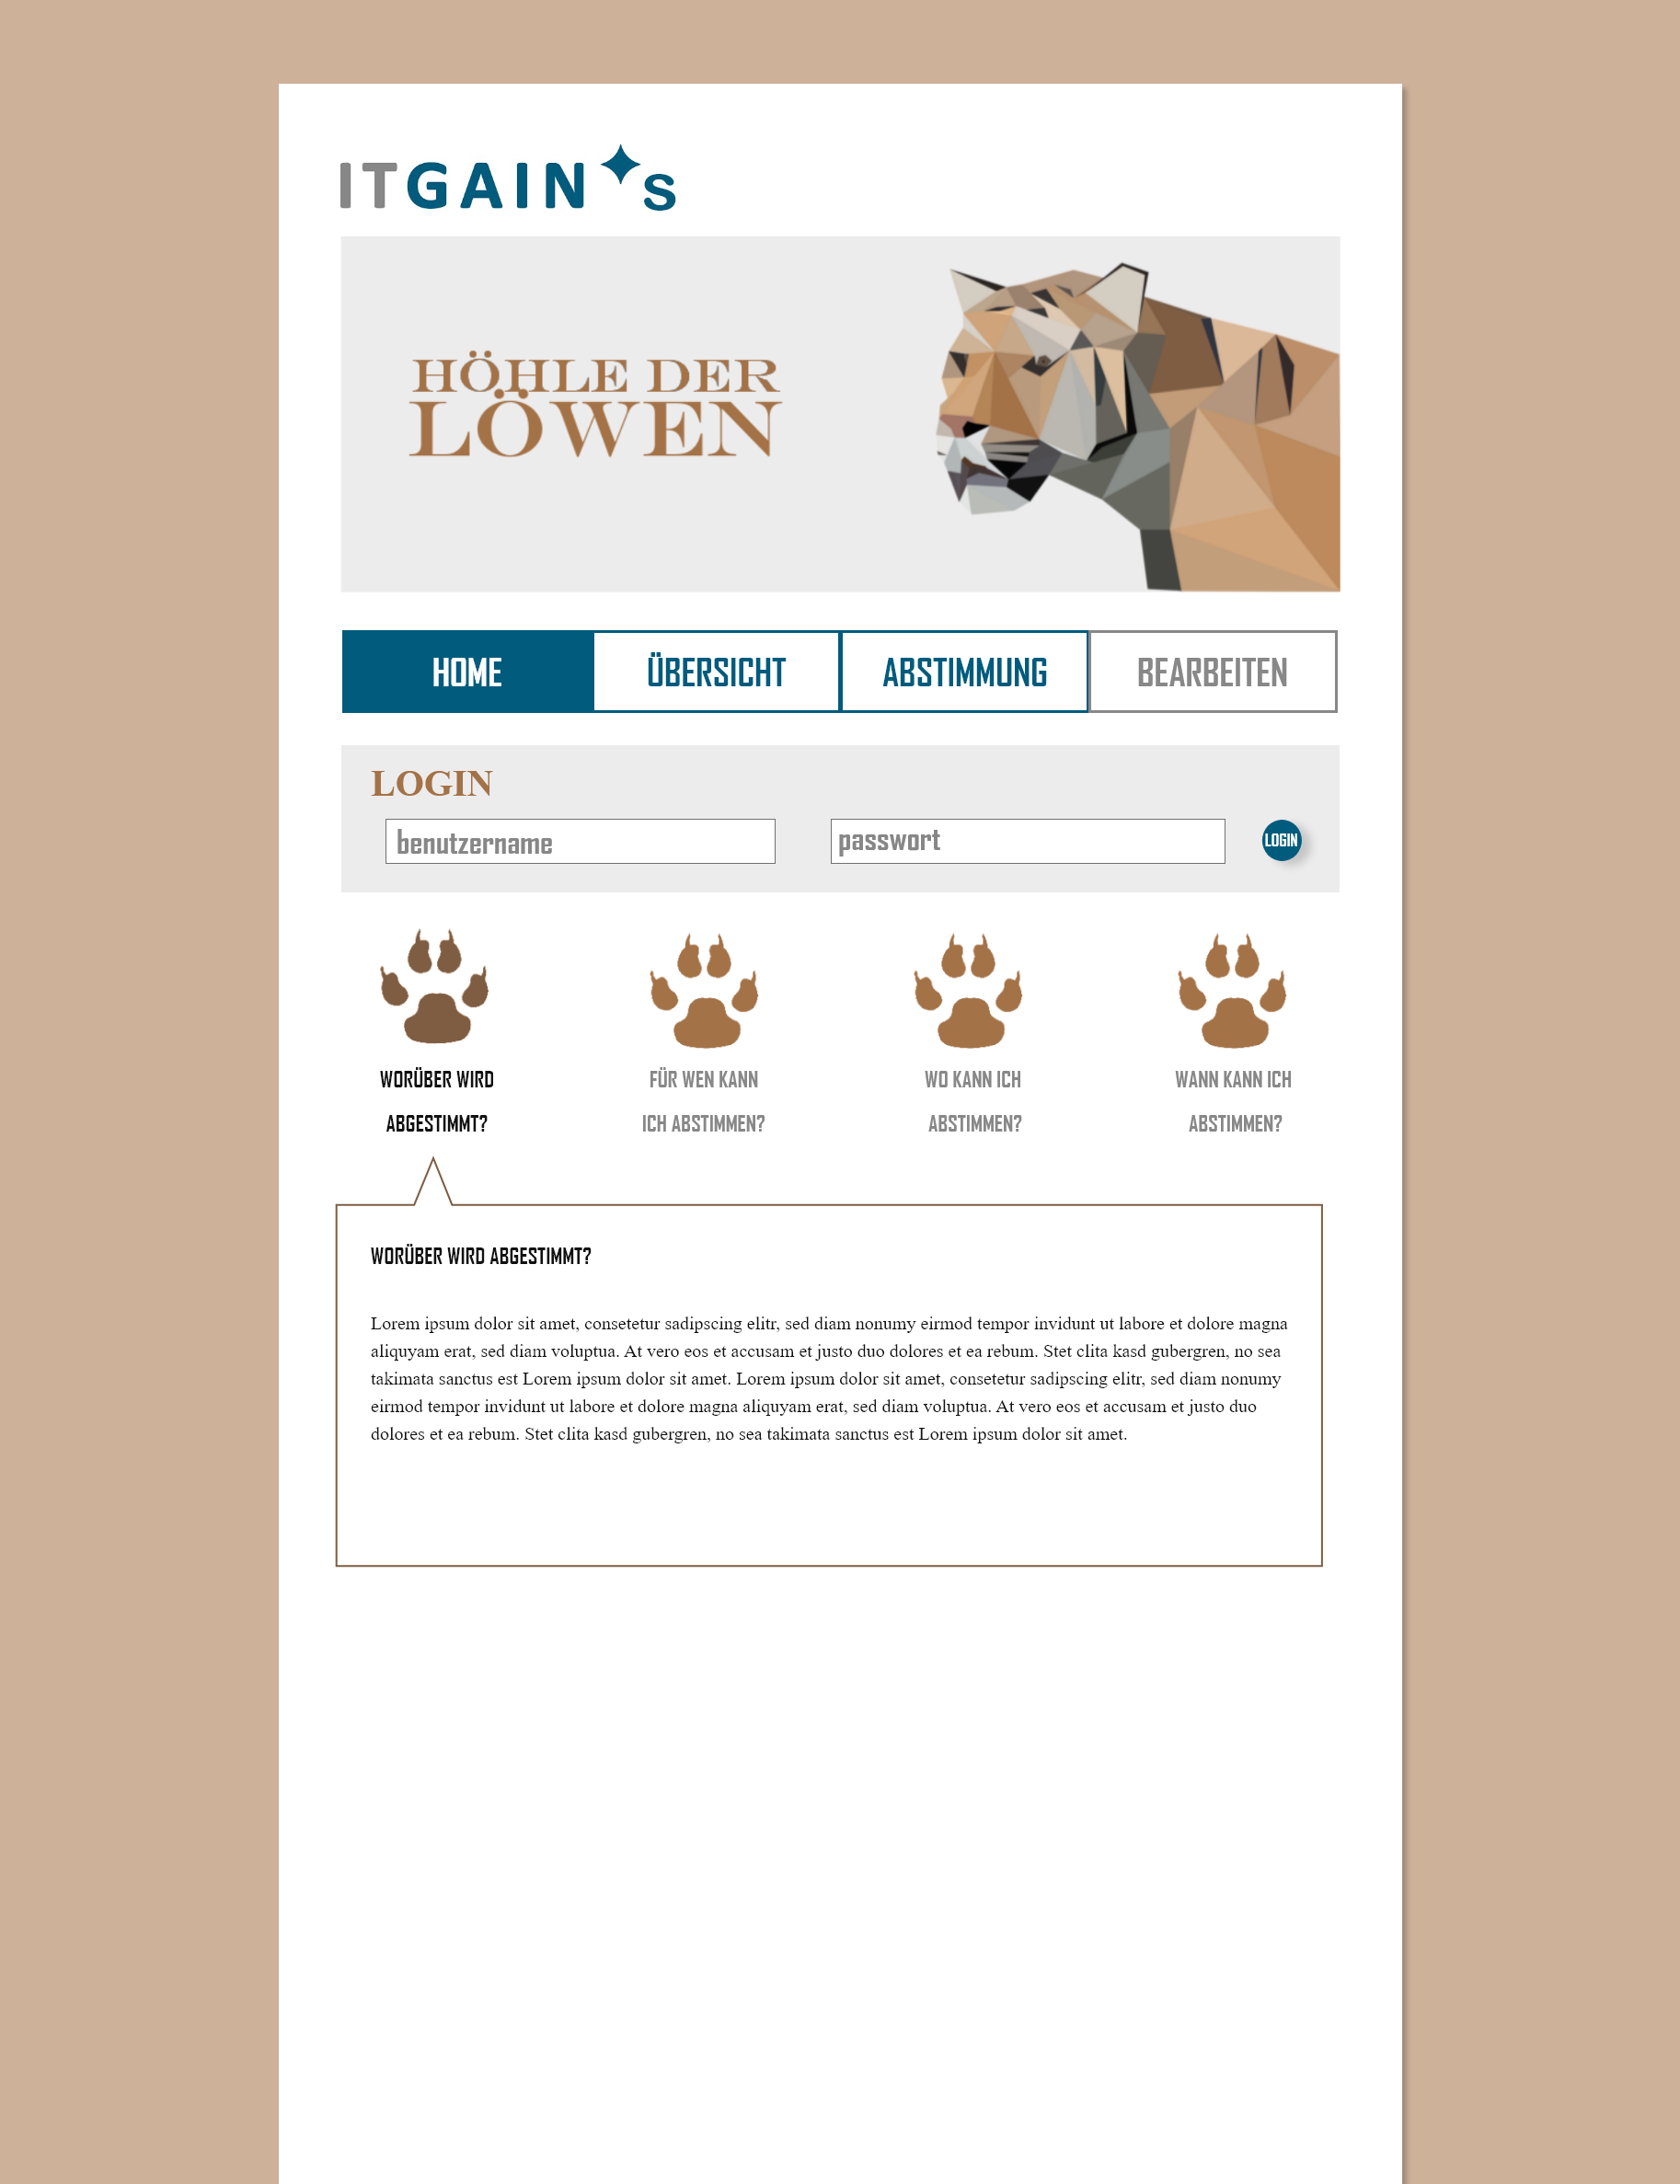 ITGAIN✦s
HÖHLE DER
LÖWEN
HOME ÜBERSICHT ABSTIMMUNG BEARBEITEN
LOGIN
benutzername passwort LOGIN
WORÜBER WIRD
ABGESTIMMT?
FÜR WEN KANN
ICH ABSTIMMEN?
WO KANN ICH
ABSTIMMEN?
WANN KANN ICH
ABSTIMMEN?
WORÜBER WIRD ABGESTIMMT?
Lorem ipsum dolor sit amet, consetetur sadipscing elitr, sed diam nonumy eirmod tempor invidunt ut labore et dolore magna
aliquyam erat, sed diam voluptua. At vero eos et accusam et justo duo dolores et ea rebum. Stet clita kasd gubergren, no sea
takimata sanctus est Lorem ipsum dolor sit amet. Lorem ipsum dolor sit amet, consetetur sadipscing elitr, sed diam nonumy
eirmod tempor invidunt ut labore et dolore magna aliquyam erat, sed diam voluptua. At vero eos et accusam et justo duo
dolores et ea rebum. Stet clita kasd gubergren, no sea takimata sanctus est Lorem ipsum dolor sit amet.